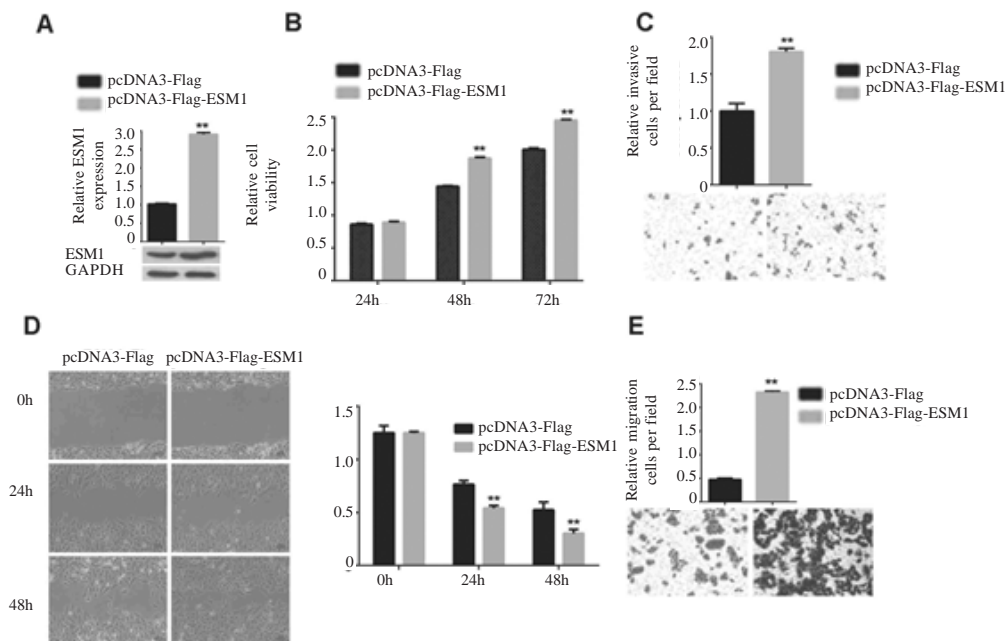 A
pcDNA3-Flag
pcDNA3-Flag-ESM1
Relative ESM1
expression
3.0
2.5
2.0
1.5
1.0
0.5
0
**
ESM1
GAPDH
B
pcDNA3-Flag
pcDNA3-Flag-ESM1
Relative cell
viability
2.5
2.0
1.5
1.0
0.5
0
**
**
24h
48h
72h
C
Relative invasive
cells per field
2.0
1.5
1.0
0.5
0
**
pcDNA3-Flag
pcDNA3-Flag-ESM1
D
pcDNA3-Flag
pcDNA3-Flag-ESM1
0h
24h
48h
1.5
1.0
0.5
0
pcDNA3-Flag
pcDNA3-Flag-ESM1
**
**
0h
24h
48h
E
Relative migration
cells per field
2.5
2.0
1.5
1.0
0.5
0
**
pcDNA3-Flag
pcDNA3-Flag-ESM1